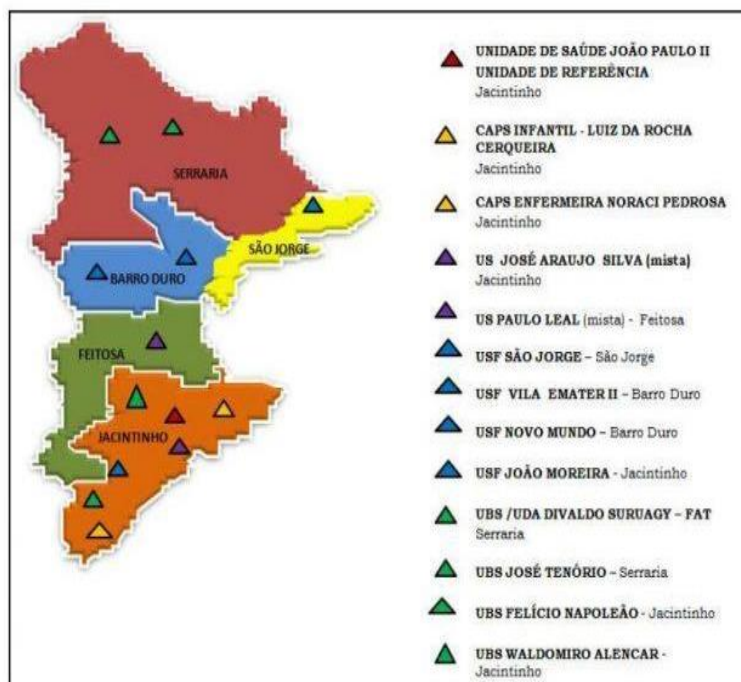 SERRARIA
SÃO JORGE
BARRO DURO
FEITOSA
JACINTINHO
UNIDADE DE SAÚDE JOÃO PAULO II
UNIDADE DE REFERÊNCIA
Jacintinho
CAPS INFANTIL - LUIZ DA ROCHA
CERQUEIRA
Jacintinho
CAPS ENFERMEIRA NORACI PEDROSA
Jacintinho
US JOSÉ ARAUJO SILVA (mista)
Jacintinho
US PAULO LEAL (mista) - Feitosa
USF SÃO JORGE – São Jorge
USF VILA EMATER II – Barro Duro
USF NOVO MUNDO – Barro Duro
USF JOÃO MOREIRA - Jacintinho
UBS /UDA DIVALDO SURUAGY – FAT
Serraria
UBS JOSÉ TENÓRIO – Serraria
UBS FELÍCIO NAPOLEÃO - Jacintinho
UBS WALDOMIRO ALENCAR -
Jacintinho